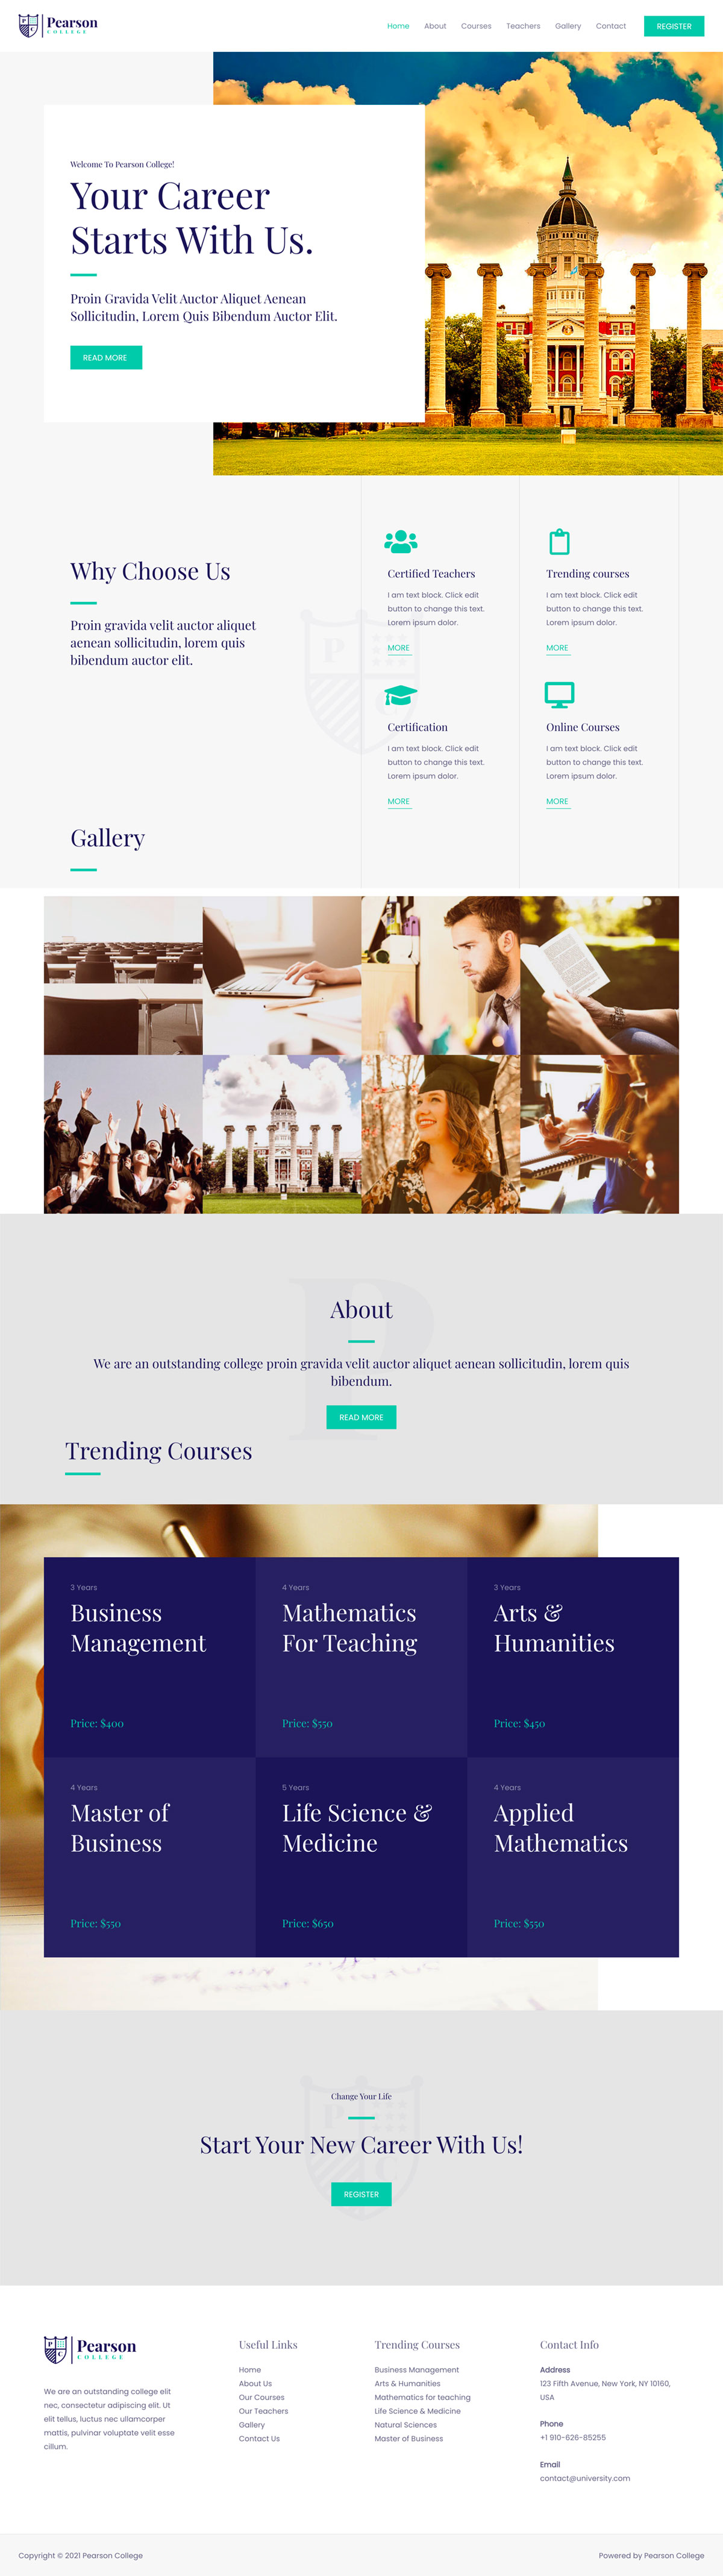 Pearson
COLLEGE
Home About Courses Teachers Gallery Contact REGISTER
Welcome To Pearson College!
Your Career
Starts With Us.
Proin Gravida Velit Auctor Aliquet Aenean
Sollicitudin, Lorem Quis Bibendum Auctor Elit.
READ MORE
Why Choose Us
Proin gravida velit auctor aliquet
aenean sollicitudin, lorem quis
bibendum auctor elit.
Certified Teachers
I am text block. Click edit
button to change this text.
Lorem ipsum dolor.
MORE
Trending courses
I am text block. Click edit
button to change this text.
Lorem ipsum dolor.
MORE
Certification
I am text block. Click edit
button to change this text.
Lorem ipsum dolor.
MORE
Online Courses
I am text block. Click edit
button to change this text.
Lorem ipsum dolor.
MORE
Gallery
About
We are an outstanding college proin gravida velit auctor aliquet aenean sollicitudin, lorem quis
bibendum.
READ MORE
Trending Courses
3 Years
Business
Management
Price: $400
4 Years
Mathematics
For Teaching
Price: $550
3 Years
Arts &
Humanities
Price: $450
4 Years
Master of
Business
Price: $550
5 Years
Life Science &
Medicine
Price: $650
4 Years
Applied
Mathematics
Price: $550
Change Your Life
Start Your New Career With Us!
REGISTER
Pearson
COLLEGE
We are an outstanding college elit
nec, consectetur adipiscing elit. Ut
elit tellus, luctus nec ullamcorper
mattis, pulvinar voluptate velit esse
cillum.
Useful Links
Home
About Us
Our Courses
Our Teachers
Gallery
Contact Us
Trending Courses
Business Management
Arts & Humanities
Mathematics for teaching
Life Science & Medicine
Natural Sciences
Master of Business
Contact Info
Address
123 Fifth Avenue, New York, NY 10160,
USA
Phone
+1 910-626-85255
Email
contact@university.com
Copyright © 2021 Pearson College
Powered by Pearson College